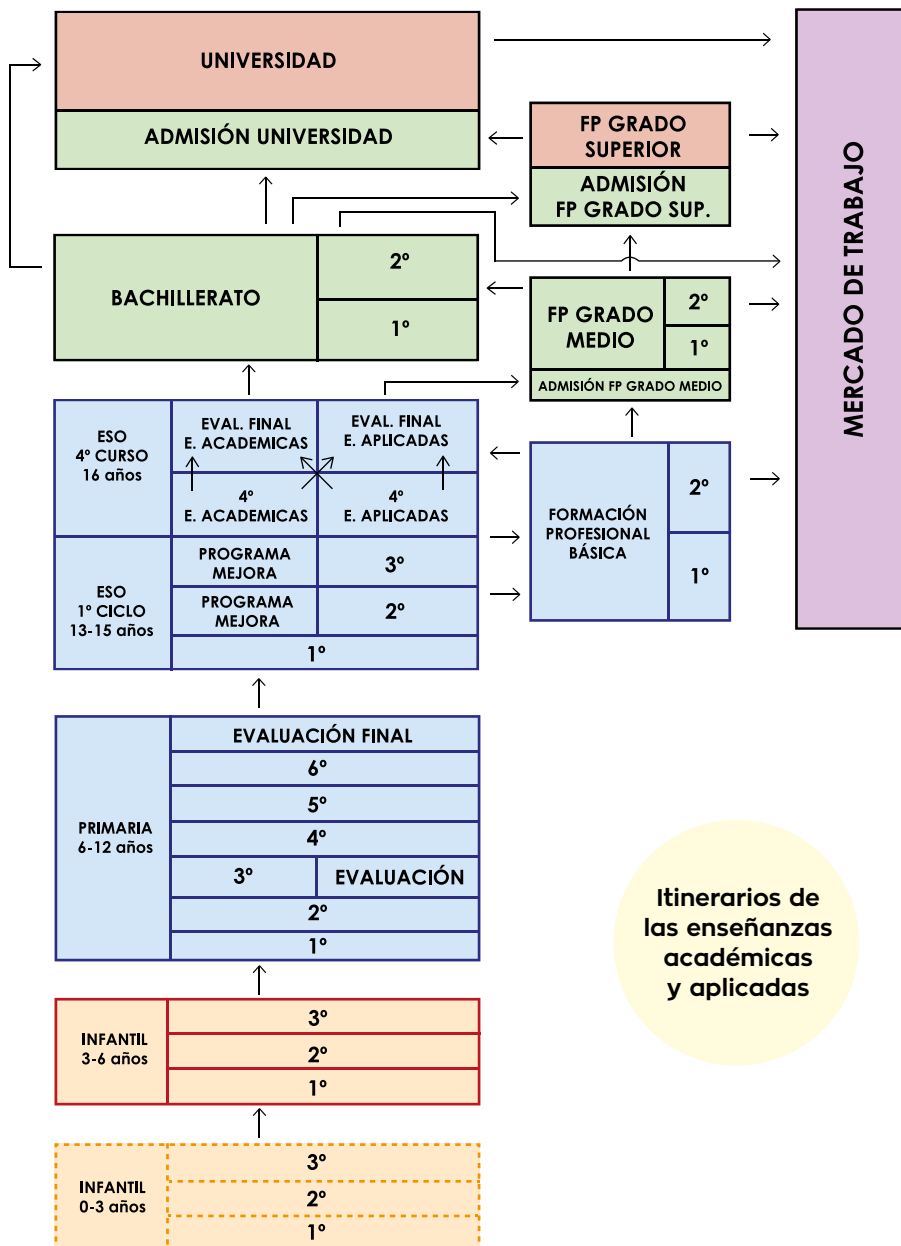 UNIVERSIDAD
ADMISIÓN UNIVERSIDAD
FP GRADO
SUPERIOR
ADMISIÓN
FP GRADO SUP.
MERCADO DE TRABAJO
BACHILLERATO
2º
1º
FP GRADO
MEDIO
2º
1º
ADMISIÓN FP GRADO MEDIO
ESO
4º CURSO
16 años
EVAL. FINAL
E. ACADEMICAS
EVAL. FINAL
E. APLICADAS
4º
E. ACADEMICAS
4º
E. APLICADAS
FORMACIÓN
PROFESIONAL
BÁSICA
2º
1º
ESO
1º CICLO
13-15 años
PROGRAMA
MEJORA
3º
PROGRAMA
MEJORA
2º
1º
PRIMARIA
6-12 años
EVALUACIÓN FINAL
6º
5º
4º
3º
EVALUACIÓN
2º
1º
Itinerarios de
las enseñanzas
académicas
y aplicadas
INFANTIL
3-6 años
3º
2º
1º
INFANTIL
0-3 años
3º
2º
1º